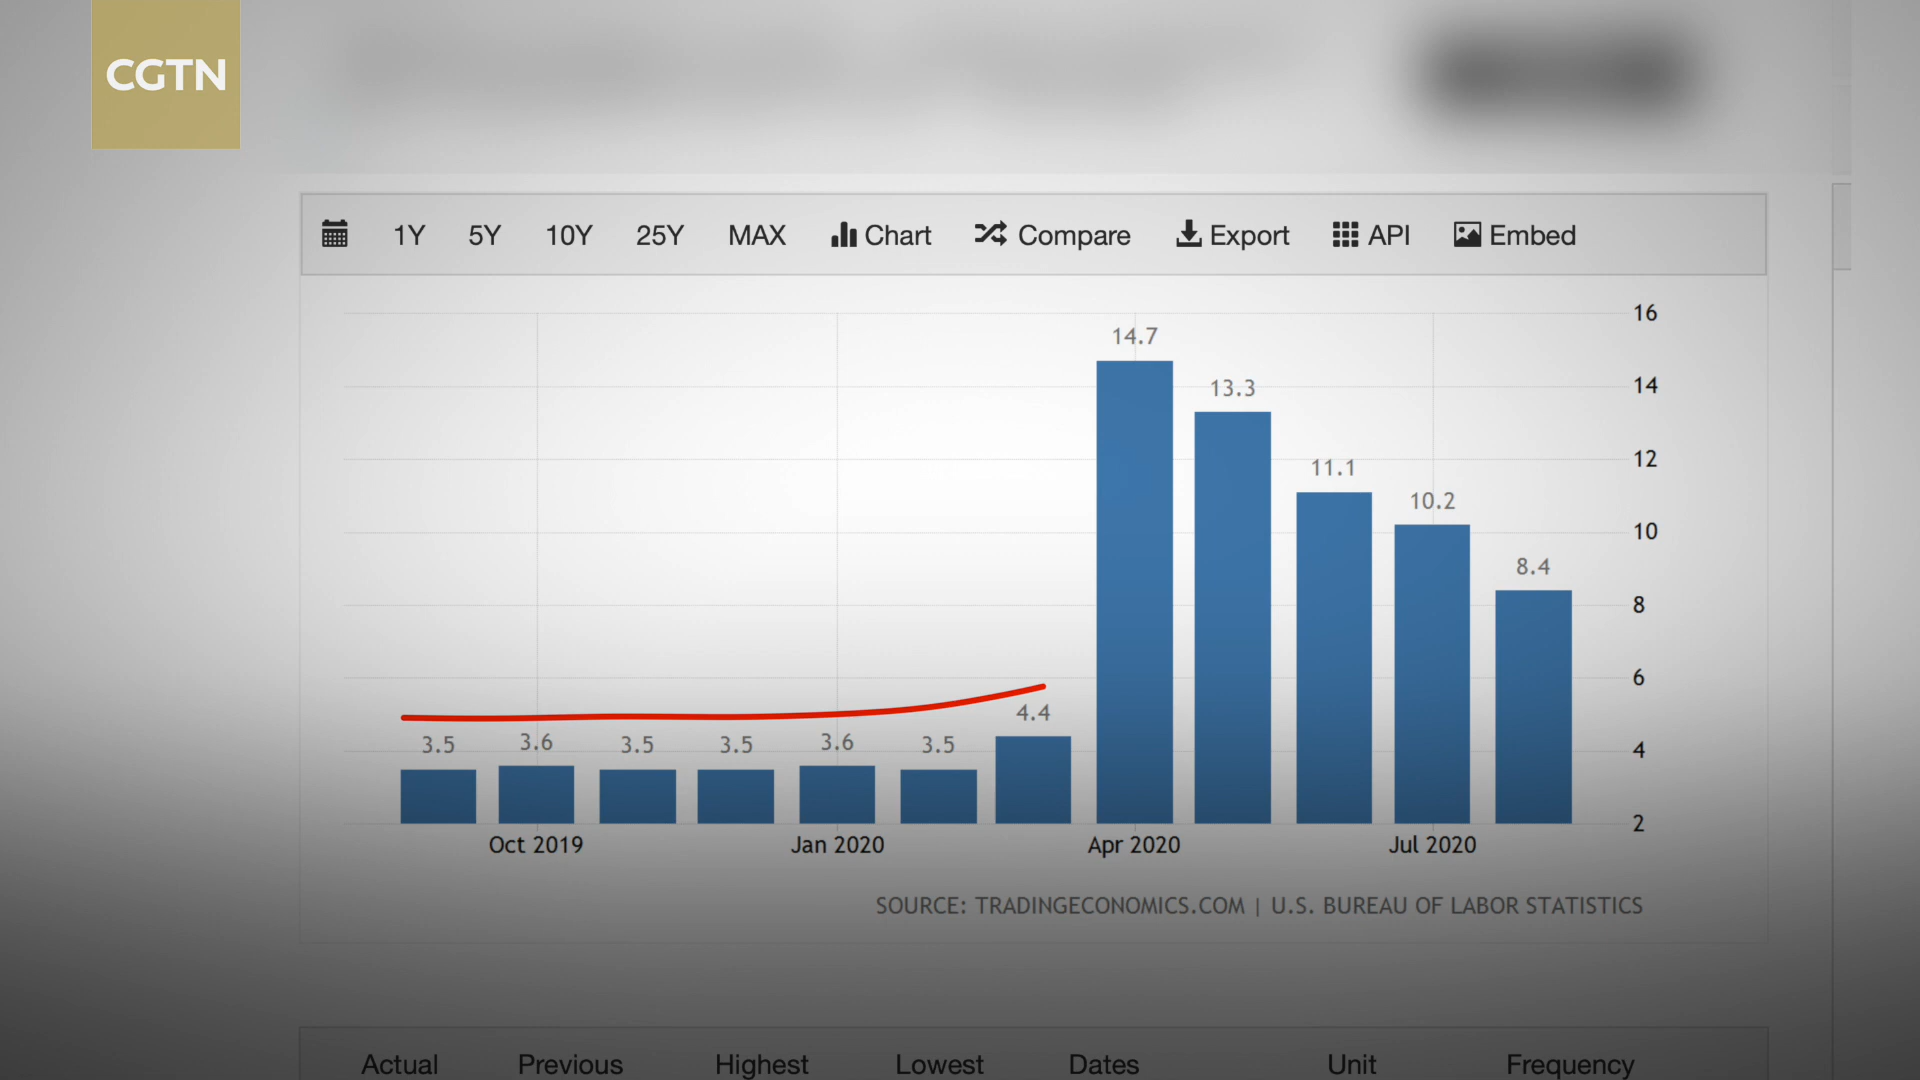 CGTN
1Y 5Y 10Y 25Y MAX Chart Compare Export API Embed
16
14.7
14
13.3
12
11.1
10.2
10
8.4
8
6
4.4
3.5 3.6 3.5 3.5 3.6 3.5
4
2
Oct 2019 Jan 2020 Apr 2020 Jul 2020
SOURCE: TRADINGECONOMICS.COM | U.S. BUREAU OF LABOR STATISTICS
Actual Previous Highest Lowest Dates Unit Frequency